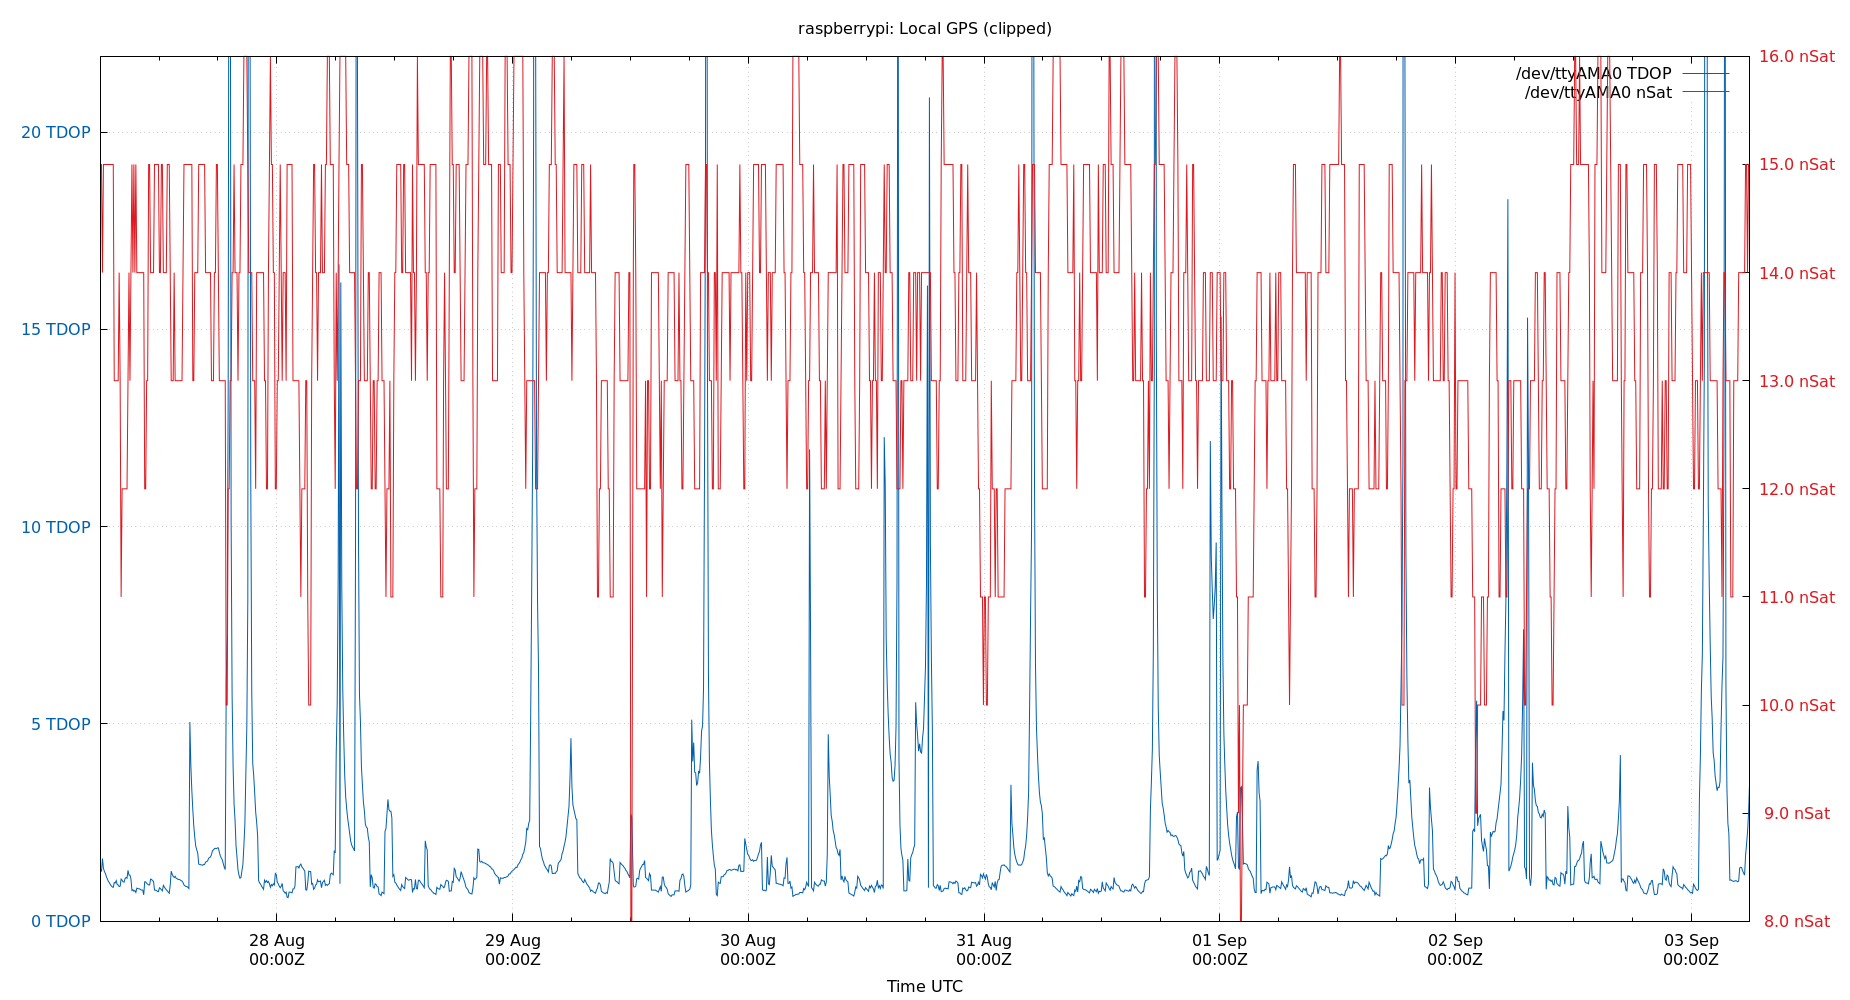 raspberrypi: Local GPS (clipped)
/dev/ttyAMA0 TDOP
/dev/ttyAMA0 nSat
20 TDOP
15 TDOP
10 TDOP
5 TDOP
0 TDOP
16.0 nSat
15.0 nSat
14.0 nSat
13.0 nSat
12.0 nSat
11.0 nSat
10.0 nSat
9.0 nSat
8.0 nSat
28 Aug 29 Aug 30 Aug 31 Aug 01 Sep 02 Sep 03 Sep
00:00Z 00:00Z 00:00Z 00:00Z 00:00Z 00:00Z 00:00Z
Time UTC